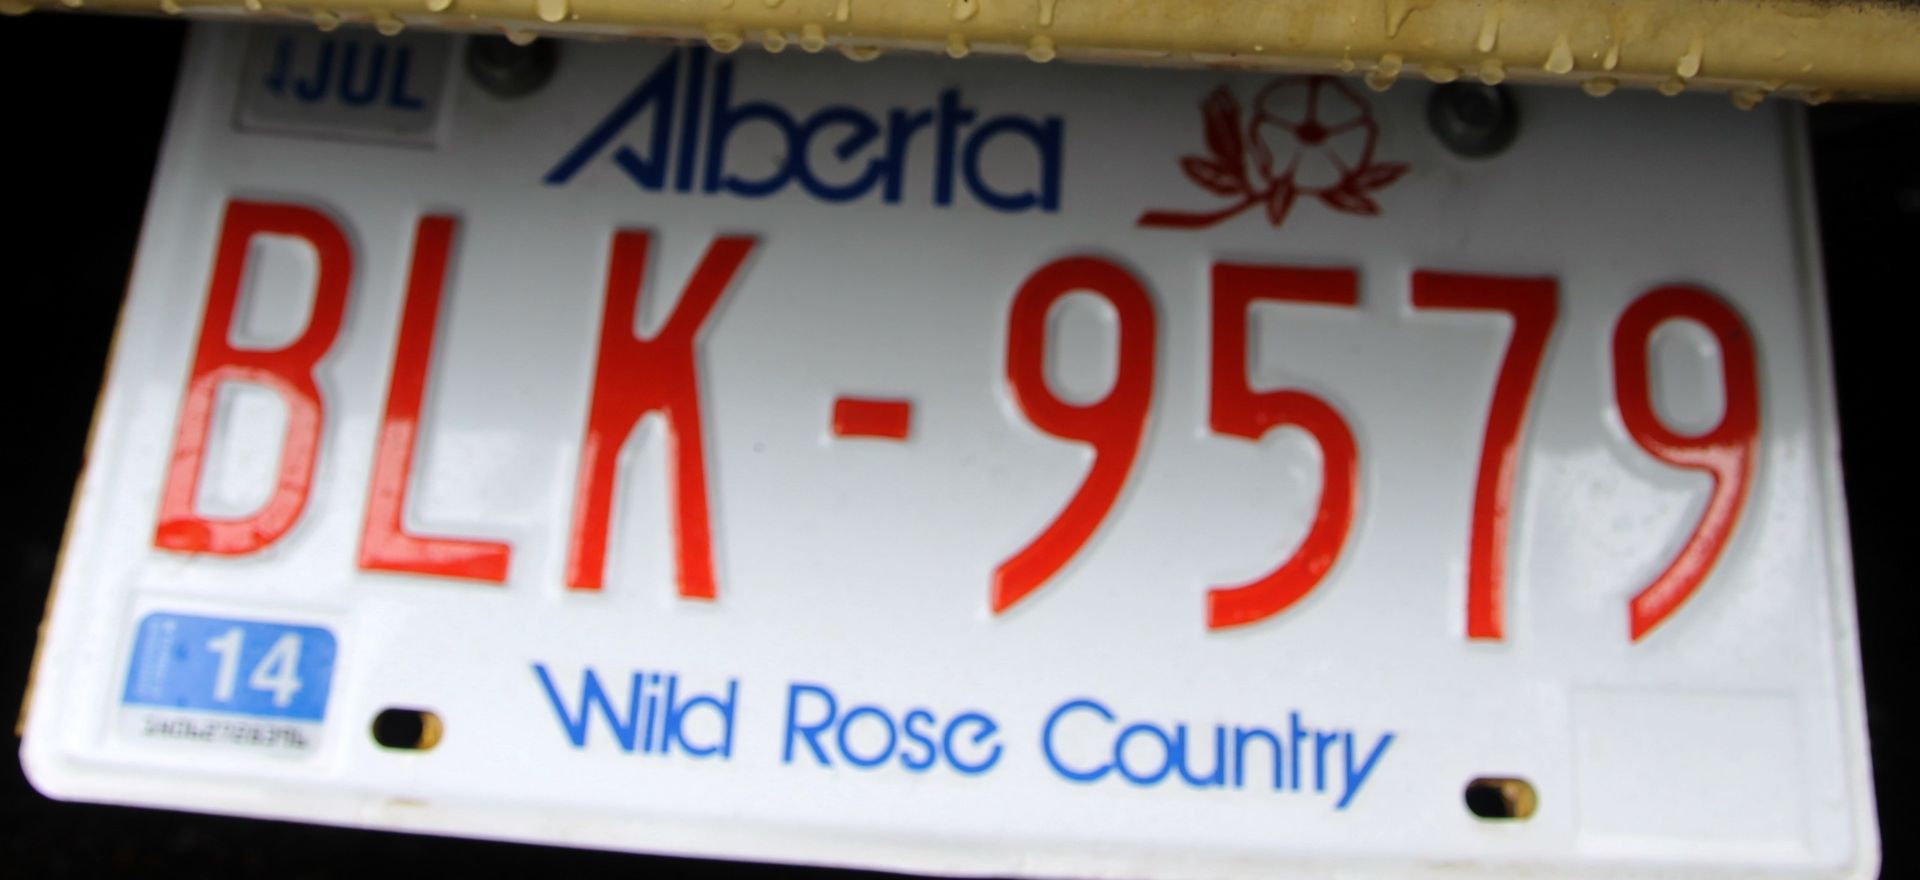 JUL
Alberta
BLK-9579
14
Wild Rose Country